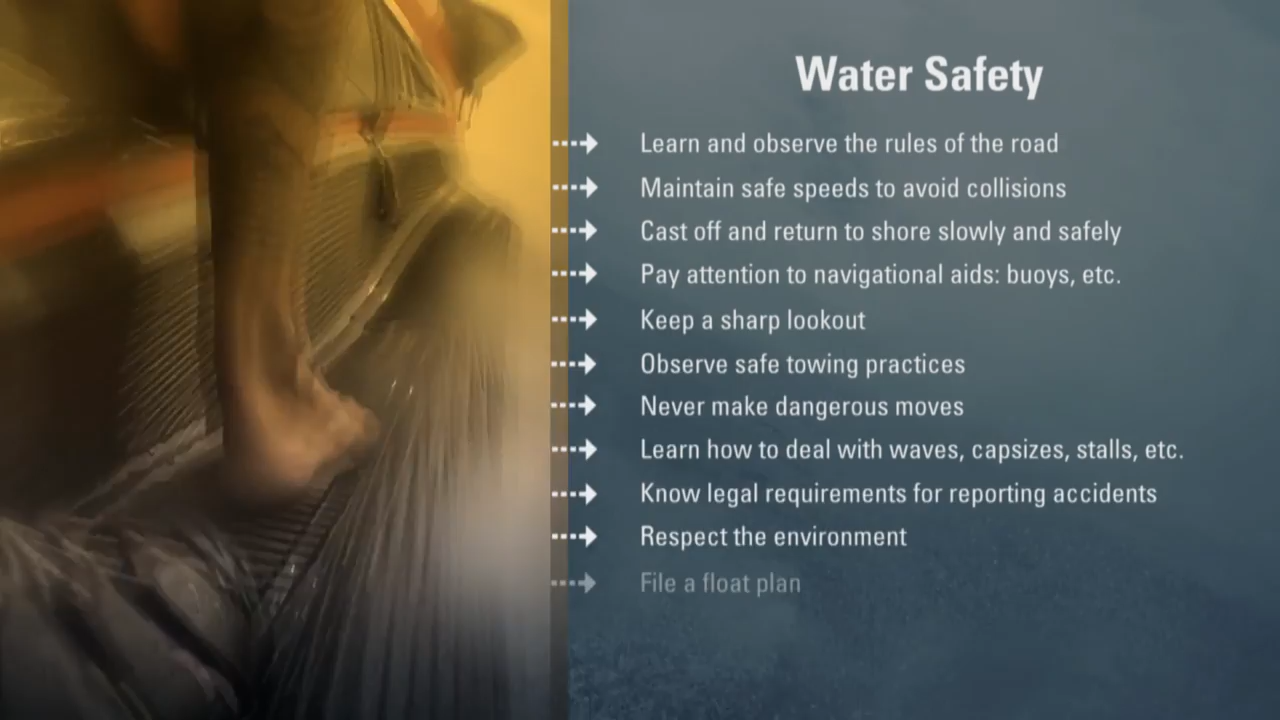 Water Safety
Learn and observe the rules of the road
Maintain safe speeds to avoid collisions
Cast off and return to shore slowly and safely
Pay attention to navigational aids: buoys, etc.
Keep a sharp lookout
Observe safe towing practices
Never make dangerous moves
Learn how to deal with waves, capsizes, stalls, etc.
Know legal requirements for reporting accidents
Respect the environment
File a float plan